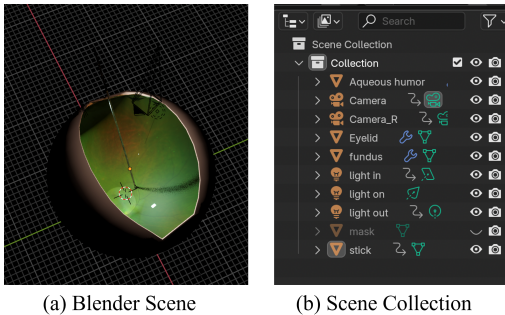 Search
Scene Collection
Collection
Aqueous humor
Camera
Camera_R
Eyelid
fundus
light in
light on
light out
mask
stick
(a) Blender Scene
(b) Scene Collection